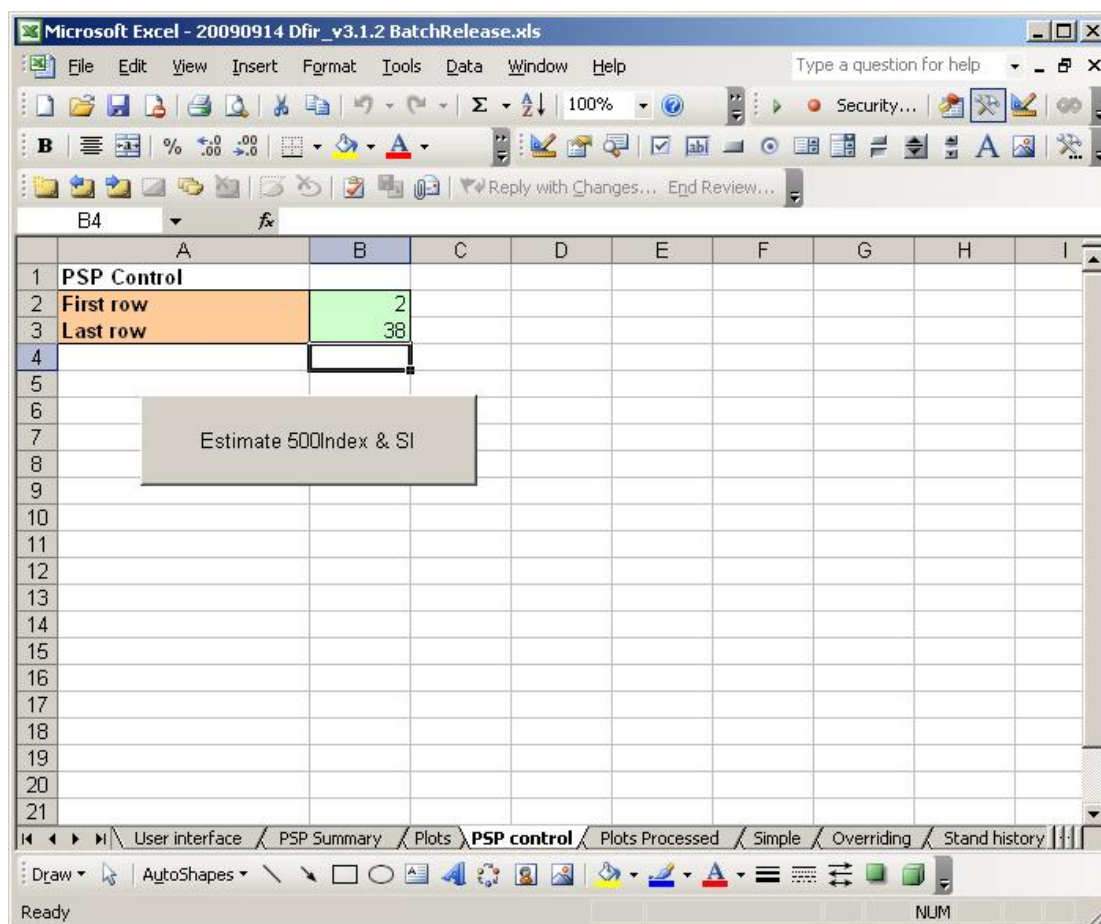 Microsoft Excel - 20090914 Dfir_v3.1.2 BatchRelease.xls
File Edit View Insert Format Tools Data Window Help Type a question for help
Σ 100% Security...
B % A ab A
Reply with Changes... End Review...
B4 fx
A B C D E F G H I
1 PSP Control
2 First row 2
3 Last row 38
4
5
6
7 Estimate 500Index & SI
8
9
10
11
12
13
14
15
16
17
18
19
20
21
User interface PSP Summary Plots PSP control Plots Processed Simple Overriding Stand history
Draw AutoShapes A
Ready NUM